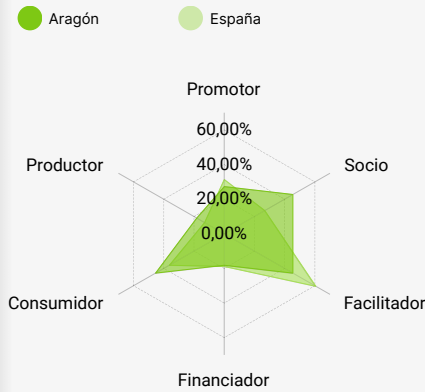 Aragón
España
Promotor
60,00%
Productor
40,00%
Socio
20,00%
0,00%
Consumidor
Facilitador
Financiador